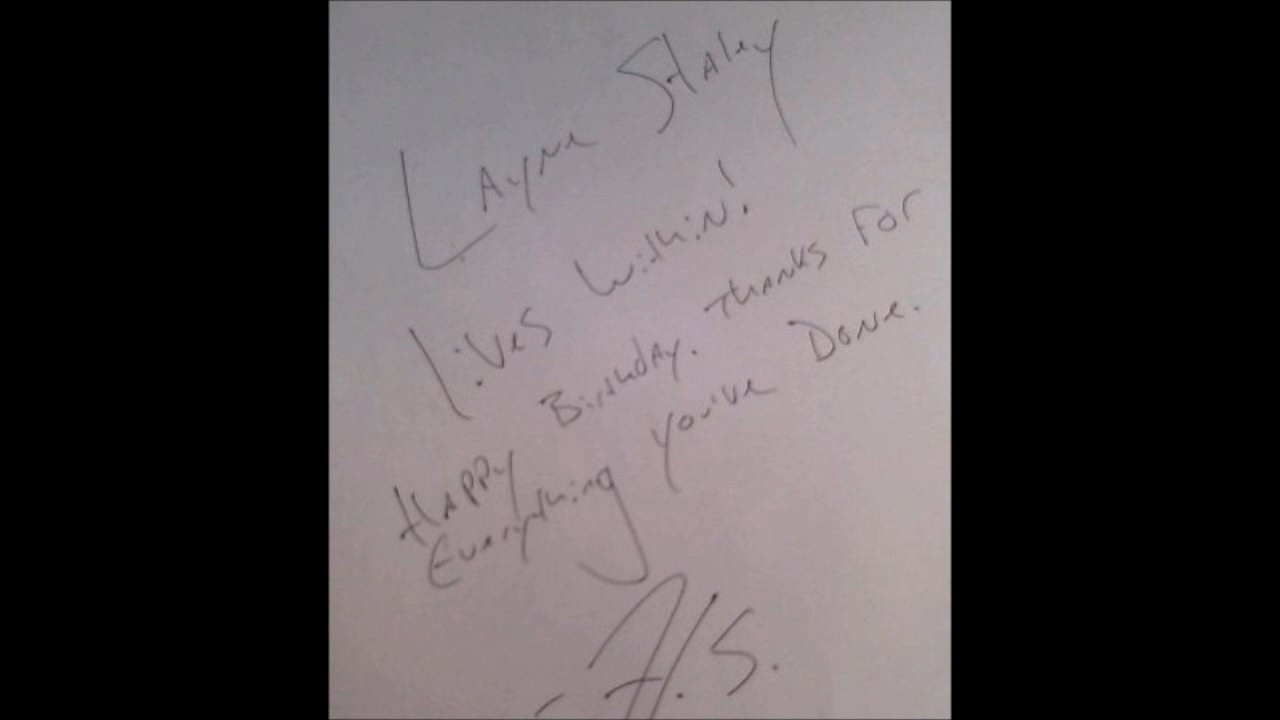 Layne Staley
Lives Within!
Happy Birthday. Thanks For
Everything you've Done.
- A.S.